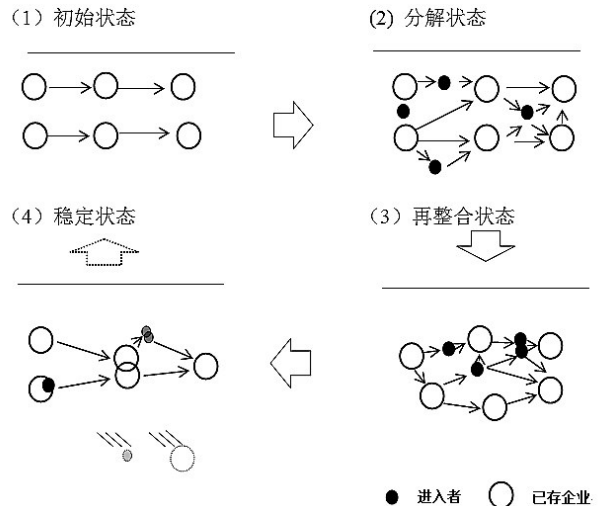 （1）初始状态
(2) 分解状态
（4）稳定状态
（3）再整合状态
进入者
已存企业